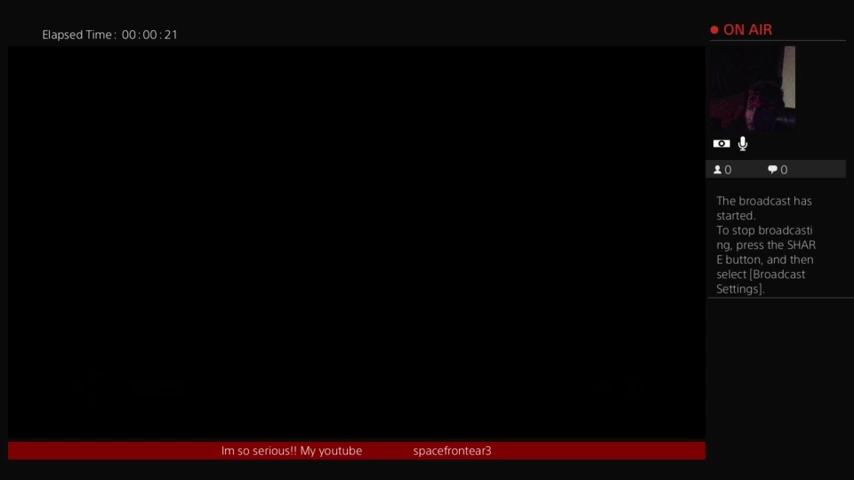 Elapsed Time: 00:00:21
ON AIR
0
0
The broadcast has
started.
To stop broadcasti
ng, press the SHAR
E button, and then
select [Broadcast
Settings].
Im so serious!! My youtube spacefrontear3